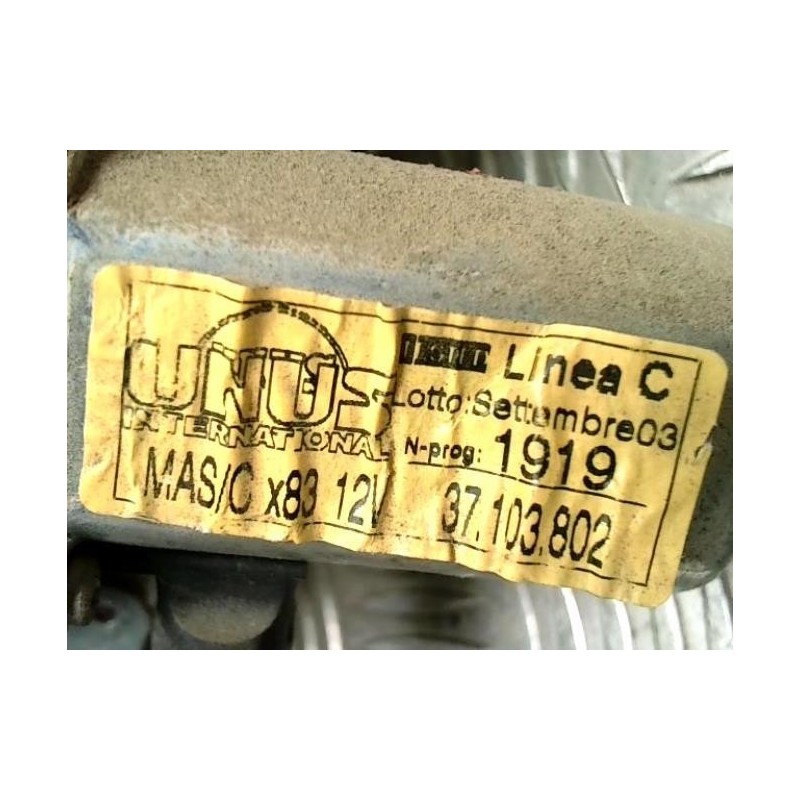 UNUS
INTERNATIONAL
Linea C
Lotto:Settembre03
N-prog: 1919
MAS/C x83 12V 37.103.802